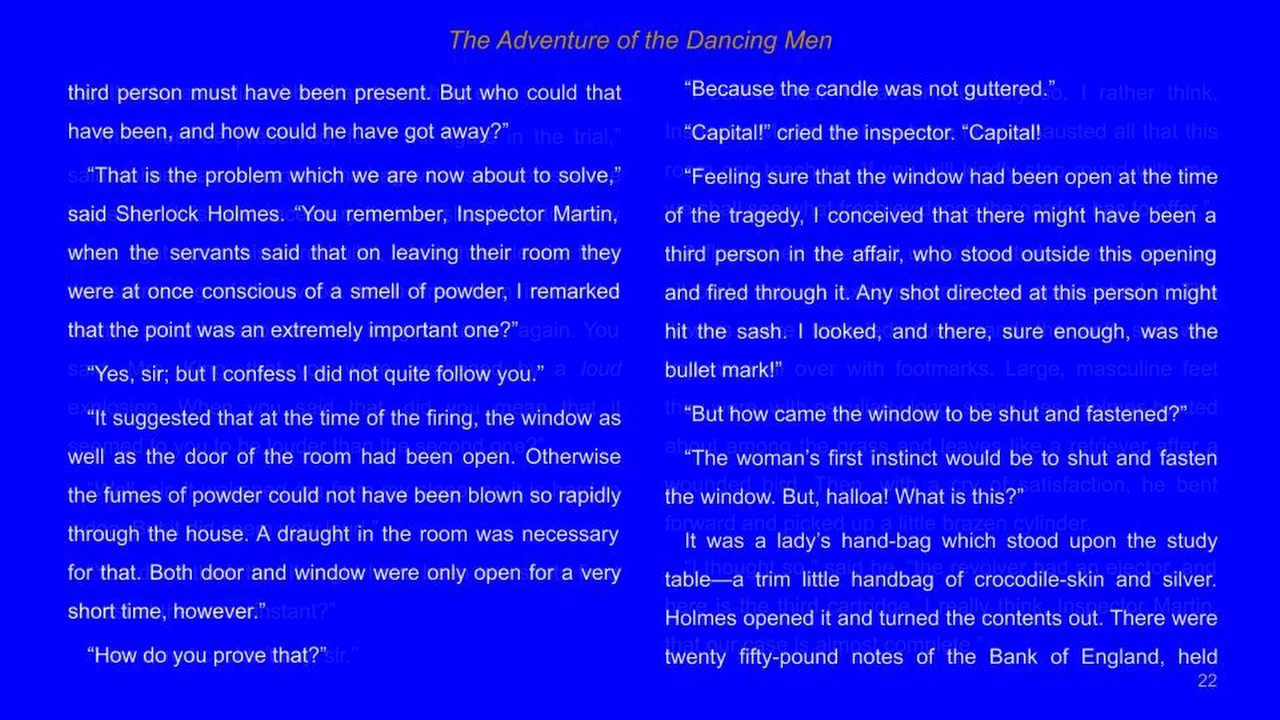 The Adventure of the Dancing Men
third person must have been present. But who could that
have been, and how could he have got away?”
“That is the problem which we are now about to solve,”
said Sherlock Holmes. “You remember, Inspector Martin,
when the servants said that on leaving their room they
were at once conscious of a smell of powder, I remarked
that the point was an extremely important one?”
“Yes, sir; but I confess I did not quite follow you.”
“It suggested that at the time of the firing, the window as
well as the door of the room had been open. Otherwise
the fumes of powder could not have been blown so rapidly
through the house. A draught in the room was necessary
for that. Both door and window were only open for a very
short time, however.”
“How do you prove that?”
“Because the candle was not guttered.”
“Capital!” cried the inspector. “Capital!
“Feeling sure that the window had been open at the time
of the tragedy, I conceived that there might have been a
third person in the affair, who stood outside this opening
and fired through it. Any shot directed at this person might
hit the sash. I looked, and there, sure enough, was the
bullet mark!”
“But how came the window to be shut and fastened?”
“The woman’s first instinct would be to shut and fasten
the window. But, halloa! What is this?”
It was a lady’s hand-bag which stood upon the study
table—a trim little handbag of crocodile-skin and silver.
Holmes opened it and turned the contents out. There were
twenty fifty-pound notes of the Bank of England, held
22